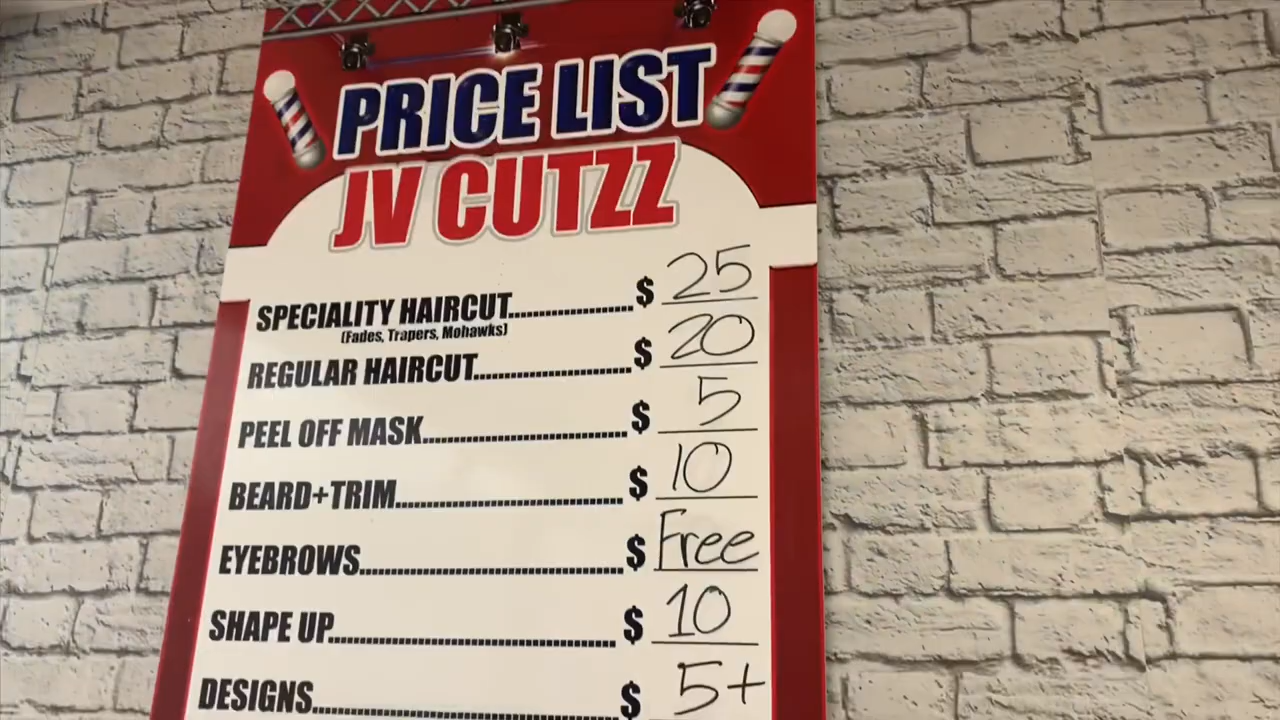 PRICE LIST
JV CUTZZ
SPECIALITY HAIRCUT..............................$ 25
(Fades, Trapers, Mohawks)
REGULAR HAIRCUT..............................$ 20
PEEL OFF MASK..............................$ 5
BEARD+TRIM..............................$ 10
EYEBROWS..............................$ Free
SHAPE UP..............................$ 10
DESIGNS..............................$ 5+